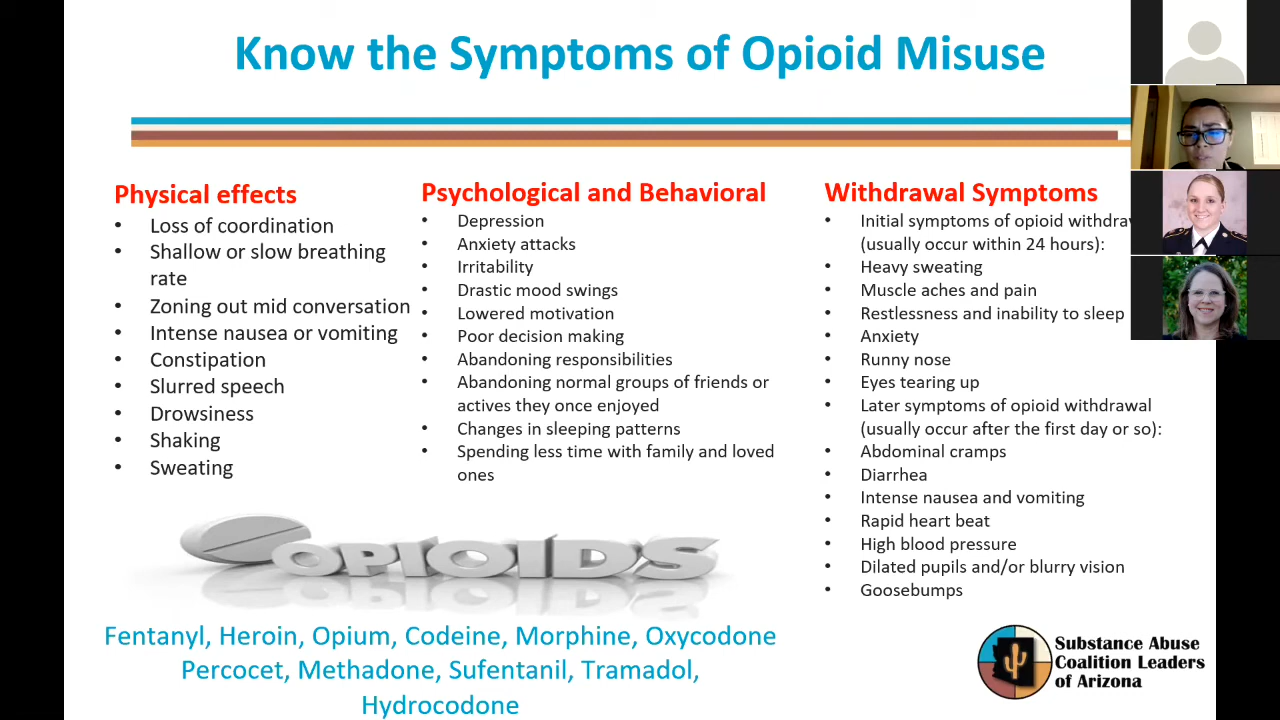 Know the Symptoms of Opioid Misuse
Physical effects
Loss of coordination
Shallow or slow breathing
rate
Zoning out mid conversation
Intense nausea or vomiting
Constipation
Slurred speech
Drowsiness
Shaking
Sweating
Psychological and Behavioral
Depression
Anxiety attacks
Irritability
Drastic mood swings
Lowered motivation
Poor decision making
Abandoning responsibilities
Abandoning normal groups of friends or
actives they once enjoyed
Changes in sleeping patterns
Spending less time with family and loved
ones
Withdrawal Symptoms
Initial symptoms of opioid
(usually occur within 24 hours):
Heavy sweating
Muscle aches and pain
Restlessness and inability to sleep
Anxiety
Runny nose
Eyes tearing up
Later symptoms of opioid withdrawal
(usually occur after the first day or so):
Abdominal cramps
Diarrhea
Intense nausea and vomiting
Rapid heart beat
High blood pressure
Dilated pupils and/or blurry vision
Goosebumps
OPIOIDS
Fentanyl, Heroin, Opium, Codeine, Morphine, Oxycodone
Percocet, Methadone, Sufentanil, Tramadol,
Hydrocodone
Substance Abuse
Coalition Leaders
of Arizona